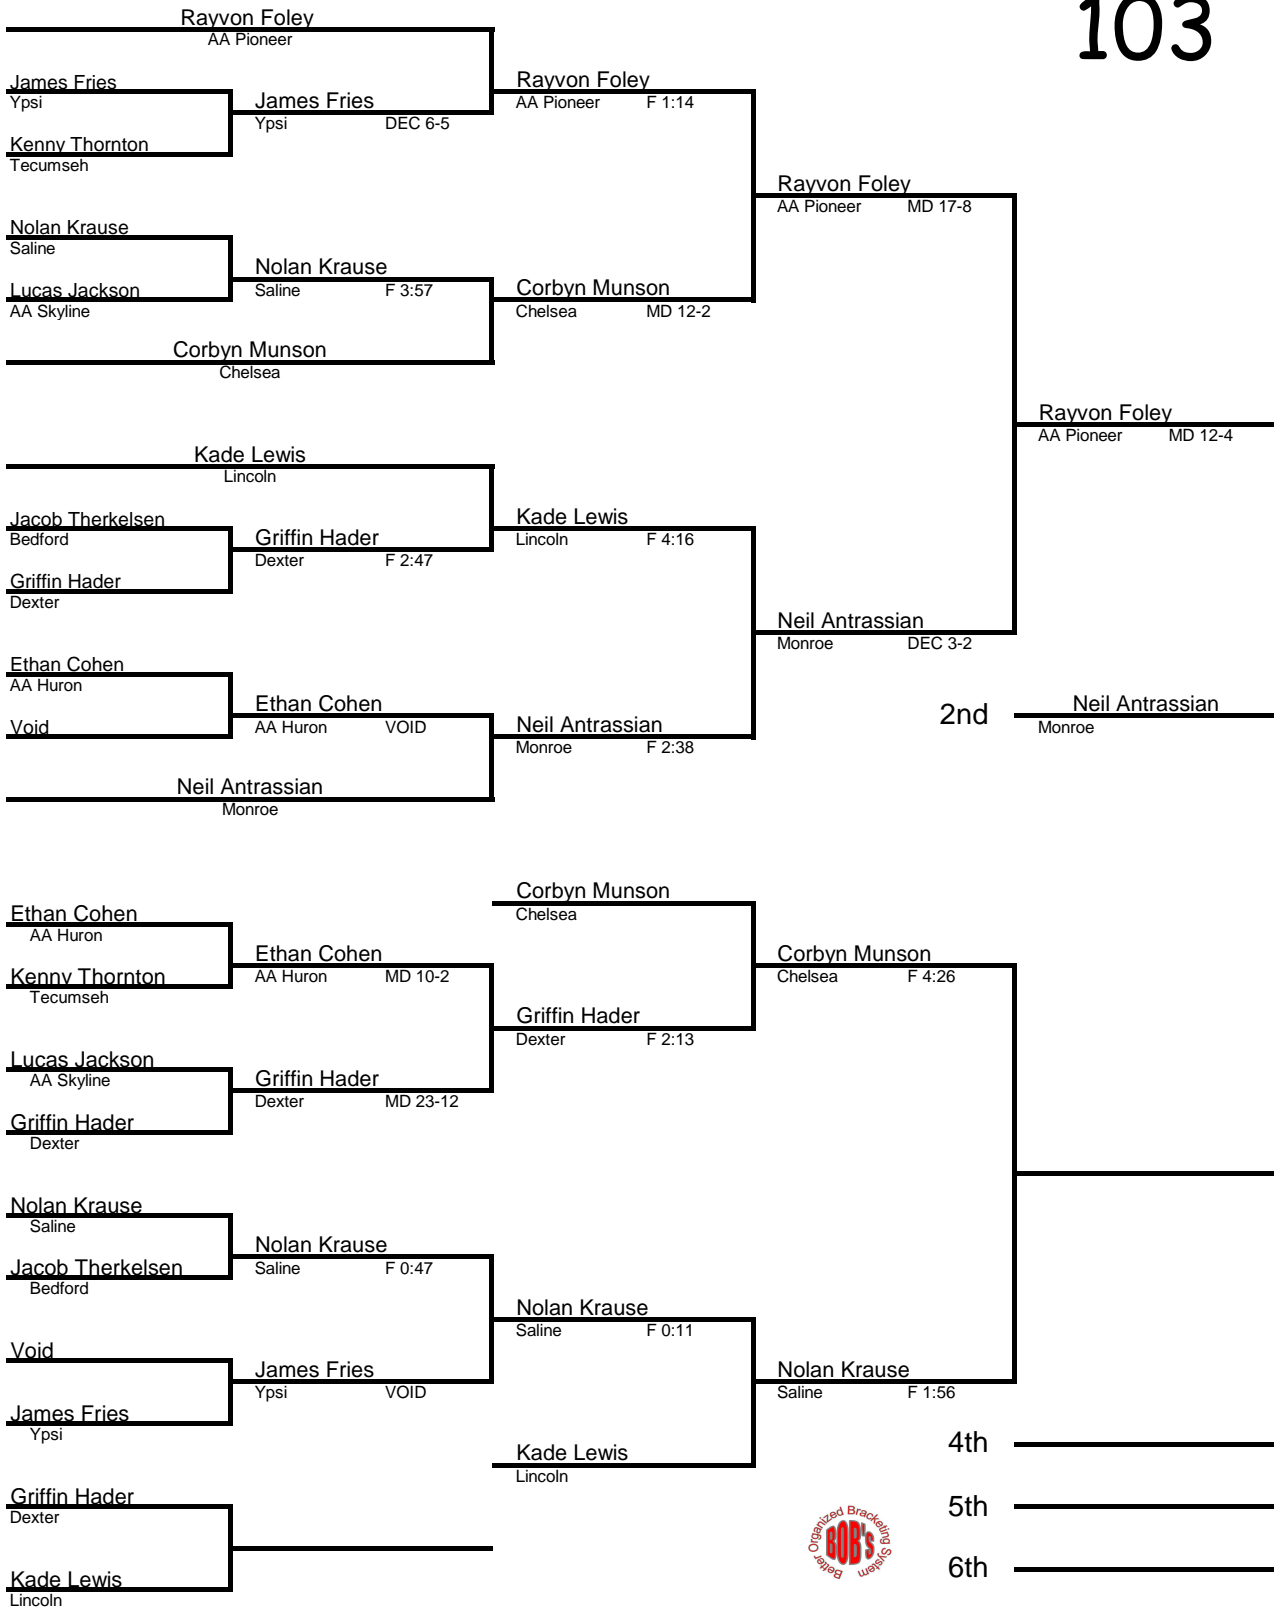 103
Rayvon Foley
AA Pioneer
James Fries
Ypsi
Kenny Thornton
Tecumseh
James Fries
Ypsi DEC 6-5
Rayvon Foley
AA Pioneer F 1:14
Nolan Krause
Saline
Lucas Jackson
AA Skyline
Nolan Krause
Saline F 3:57
Corbyn Munson
Chelsea
Corbyn Munson
Chelsea MD 12-2
Rayvon Foley
AA Pioneer MD 17-8
Kade Lewis
Lincoln
Jacob Therkelsen
Bedford
Griffin Hader
Dexter
Griffin Hader
Dexter F 2:47
Kade Lewis
Lincoln F 4:16
Ethan Cohen
AA Huron
Void
Ethan Cohen
AA Huron VOID
Neil Antrassian
Monroe
Neil Antrassian
Monroe F 2:38
Neil Antrassian
Monroe DEC 3-2
Rayvon Foley
AA Pioneer MD 12-4
2nd Neil Antrassian
Monroe
Ethan Cohen
AA Huron
Kenny Thornton
Tecumseh
Ethan Cohen
AA Huron MD 10-2
Lucas Jackson
AA Skyline
Griffin Hader
Dexter
Griffin Hader
Dexter MD 23-12
Corbyn Munson
Chelsea
Griffin Hader
Dexter F 2:13
Corbyn Munson
Chelsea F 4:26
Nolan Krause
Saline
Jacob Therkelsen
Bedford
Nolan Krause
Saline F 0:47
Void
James Fries
Ypsi
James Fries
Ypsi VOID
Nolan Krause
Saline F 0:11
Kade Lewis
Lincoln
Nolan Krause
Saline F 1:56
Griffin Hader
Dexter
Kade Lewis
Lincoln
4th
5th
6th
Better Organized Bracketing System
BOB'S